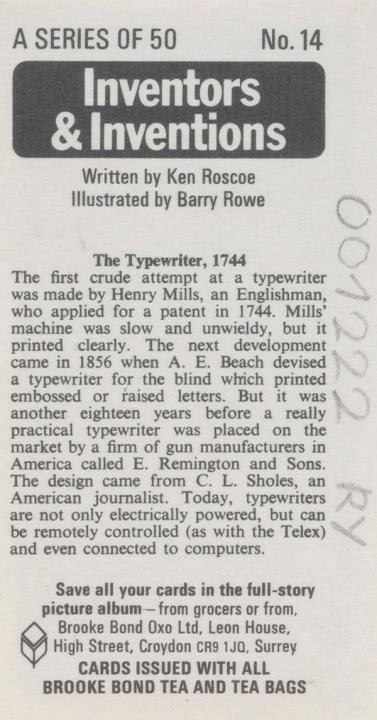 A SERIES OF 50 No. 14
Inventors
& Inventions
Written by Ken Roscoe
Illustrated by Barry Rowe
The Typewriter, 1744
The first crude attempt at a typewriter
was made by Henry Mills, an Englishman,
who applied for a patent in 1744. Mills'
machine was slow and unwieldy, but it
printed clearly. The next development
came in 1856 when A. E. Beach devised
a typewriter for the blind which printed
embossed or raised letters. But it was
another eighteen years before a really
practical typewriter was placed on the
market by a firm of gun manufacturers in
America called E. Remington and Sons.
The design came from C. L. Sholes, an
American journalist. Today, typewriters
are not only electrically powered, but can
be remotely controlled (as with the Telex)
and even connected to computers.
Save all your cards in the full-story
picture album—from grocers or from,
Brooke Bond Oxo Ltd, Leon House,
High Street, Croydon CR9 1JQ, Surrey
CARDS ISSUED WITH ALL
BROOKE BOND TEA AND TEA BAGS
001222 RY